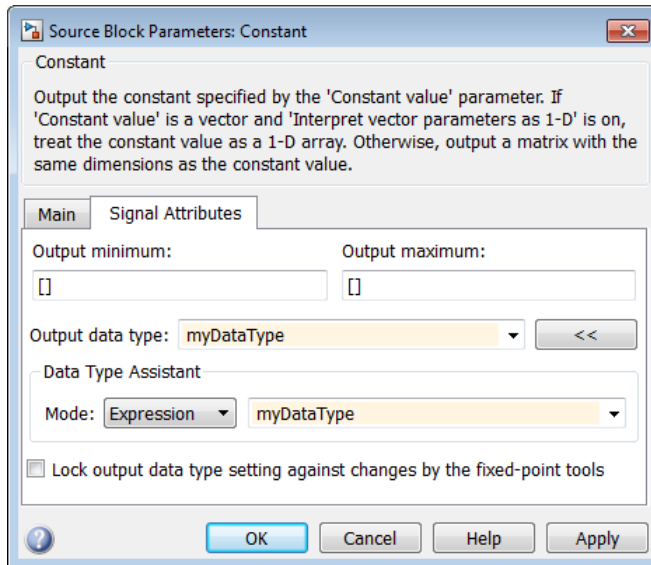 Source Block Parameters: Constant
Constant
Output the constant specified by the 'Constant value' parameter. If
'Constant value' is a vector and 'Interpret vector parameters as 1-D' is on,
treat the constant value as a 1-D array. Otherwise, output a matrix with the
same dimensions as the constant value.
Main Signal Attributes
Output minimum: Output maximum:
[] []
Output data type: myDataType <<
Data Type Assistant
Mode: Expression myDataType
Lock output data type setting against changes by the fixed-point tools
? OK Cancel Help Apply